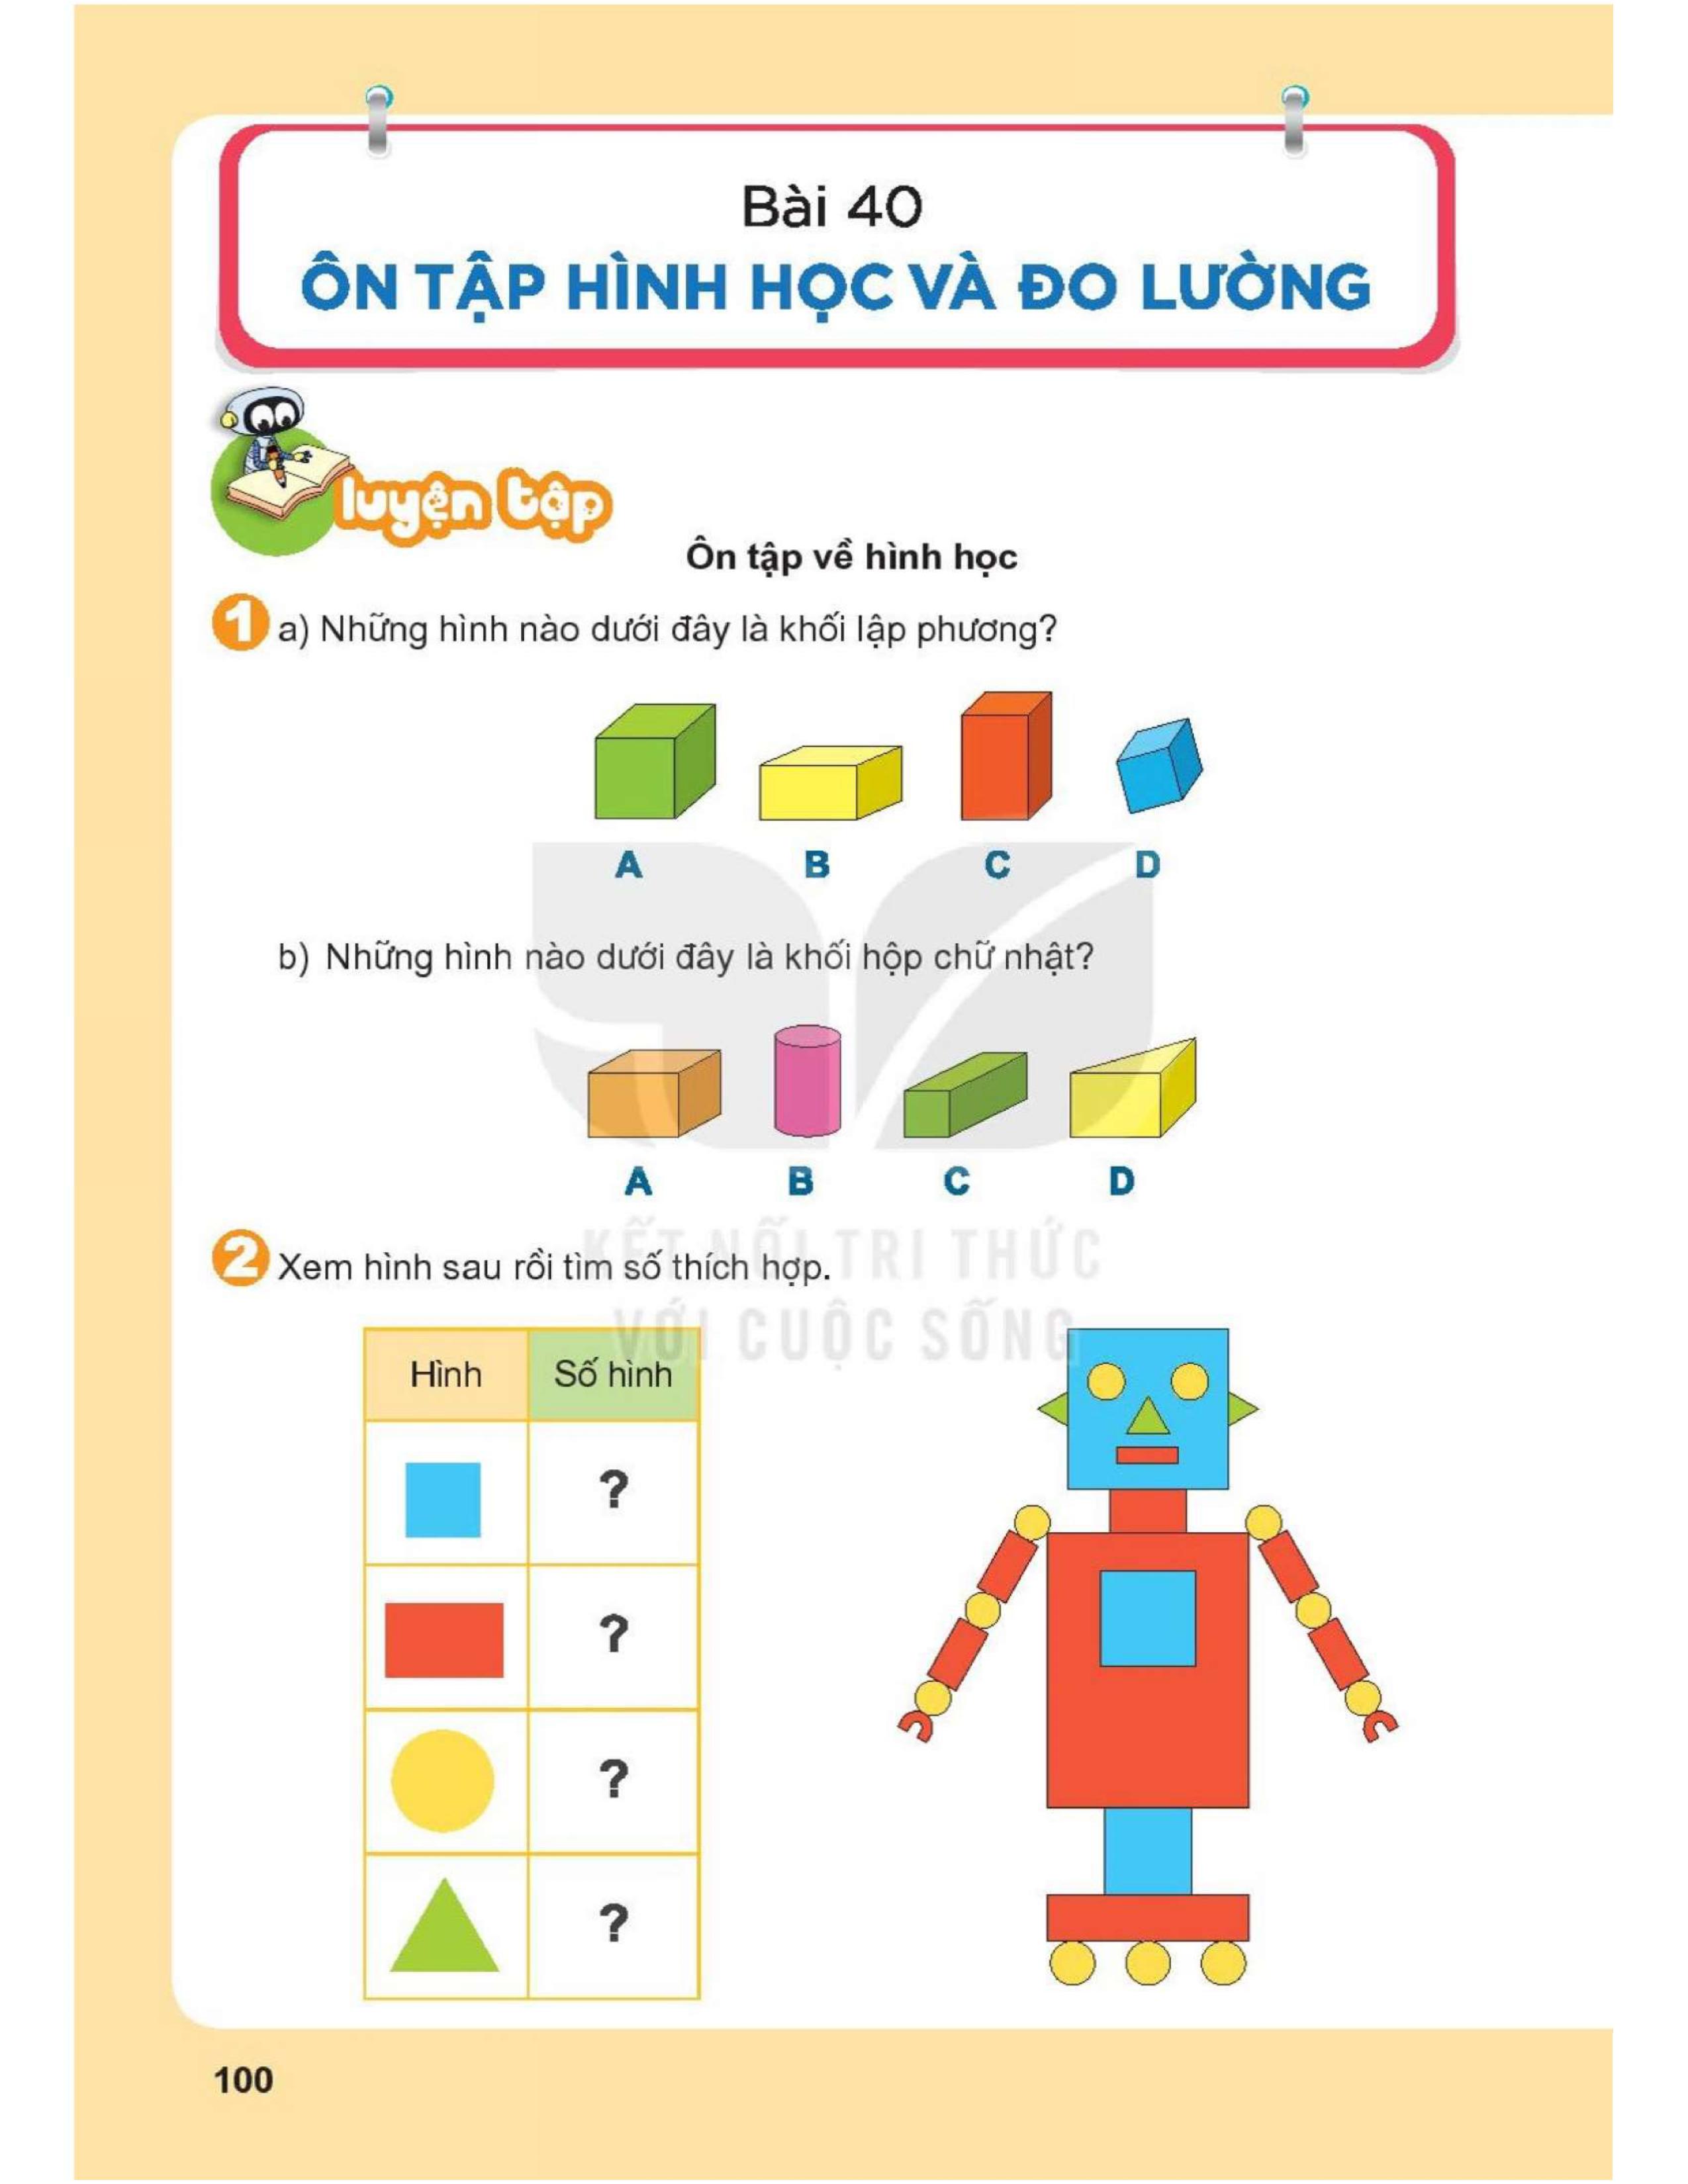 Bài 40
ÔN TẬP HÌNH HỌC VÀ ĐO LƯỜNG
luyện tập
Ôn tập về hình học
1 a) Những hình nào dưới đây là khối lập phương?
A B C D
b) Những hình nào dưới đây là khối hộp chữ nhật?
A B C D
KẾT NỐI TRI THỨC
VỚI CUỘC SỐNG
2 Xem hình sau rồi tìm số thích hợp.
Hình Số hình
?
?
?
?
100